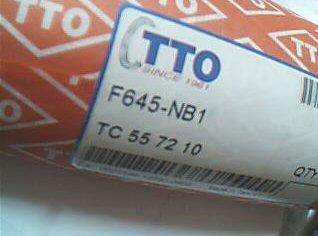 TTO
SINCE 1961
F645-NB1
TC 55 72 10
QTY